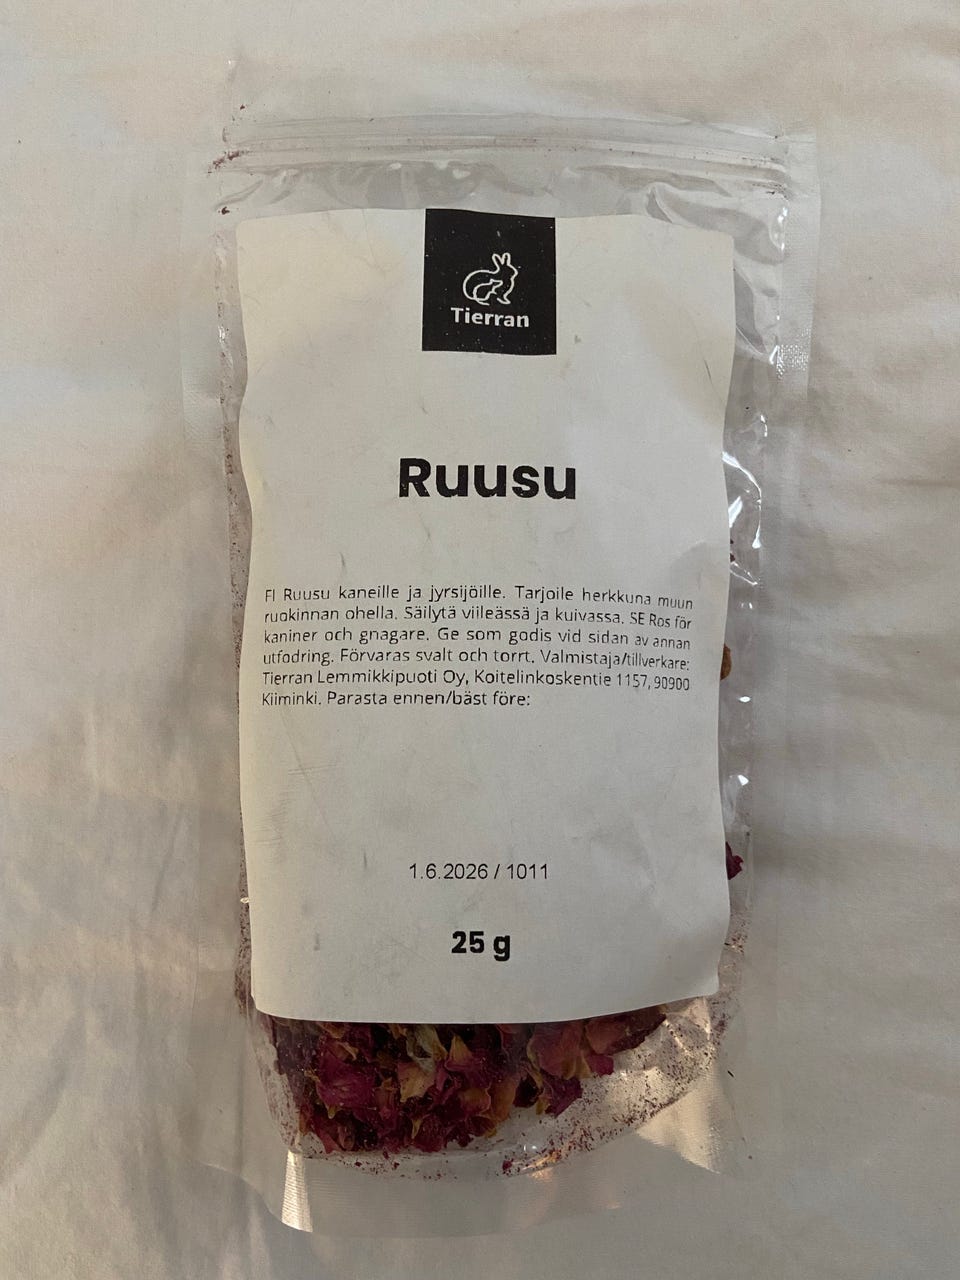 Tierran
Ruusu
FI Ruusu kaneille ja jyrsijöille. Tarjoile herkkuna muun
ruokinnan ohella. Säilytä viileässä ja kuivassa. SE Ros för
kaniner och gnagare. Ge som godis vid sidan av annan
utfodring. Förvaras svalt och torrt. Valmistaja/tillverkare:
Tierran Lemmikkipuoti Oy, Koitelinkoskentie 1157, 90900
Kiiminki. Parasta ennen/bäst före:
1.6.2026 / 1011
25 g